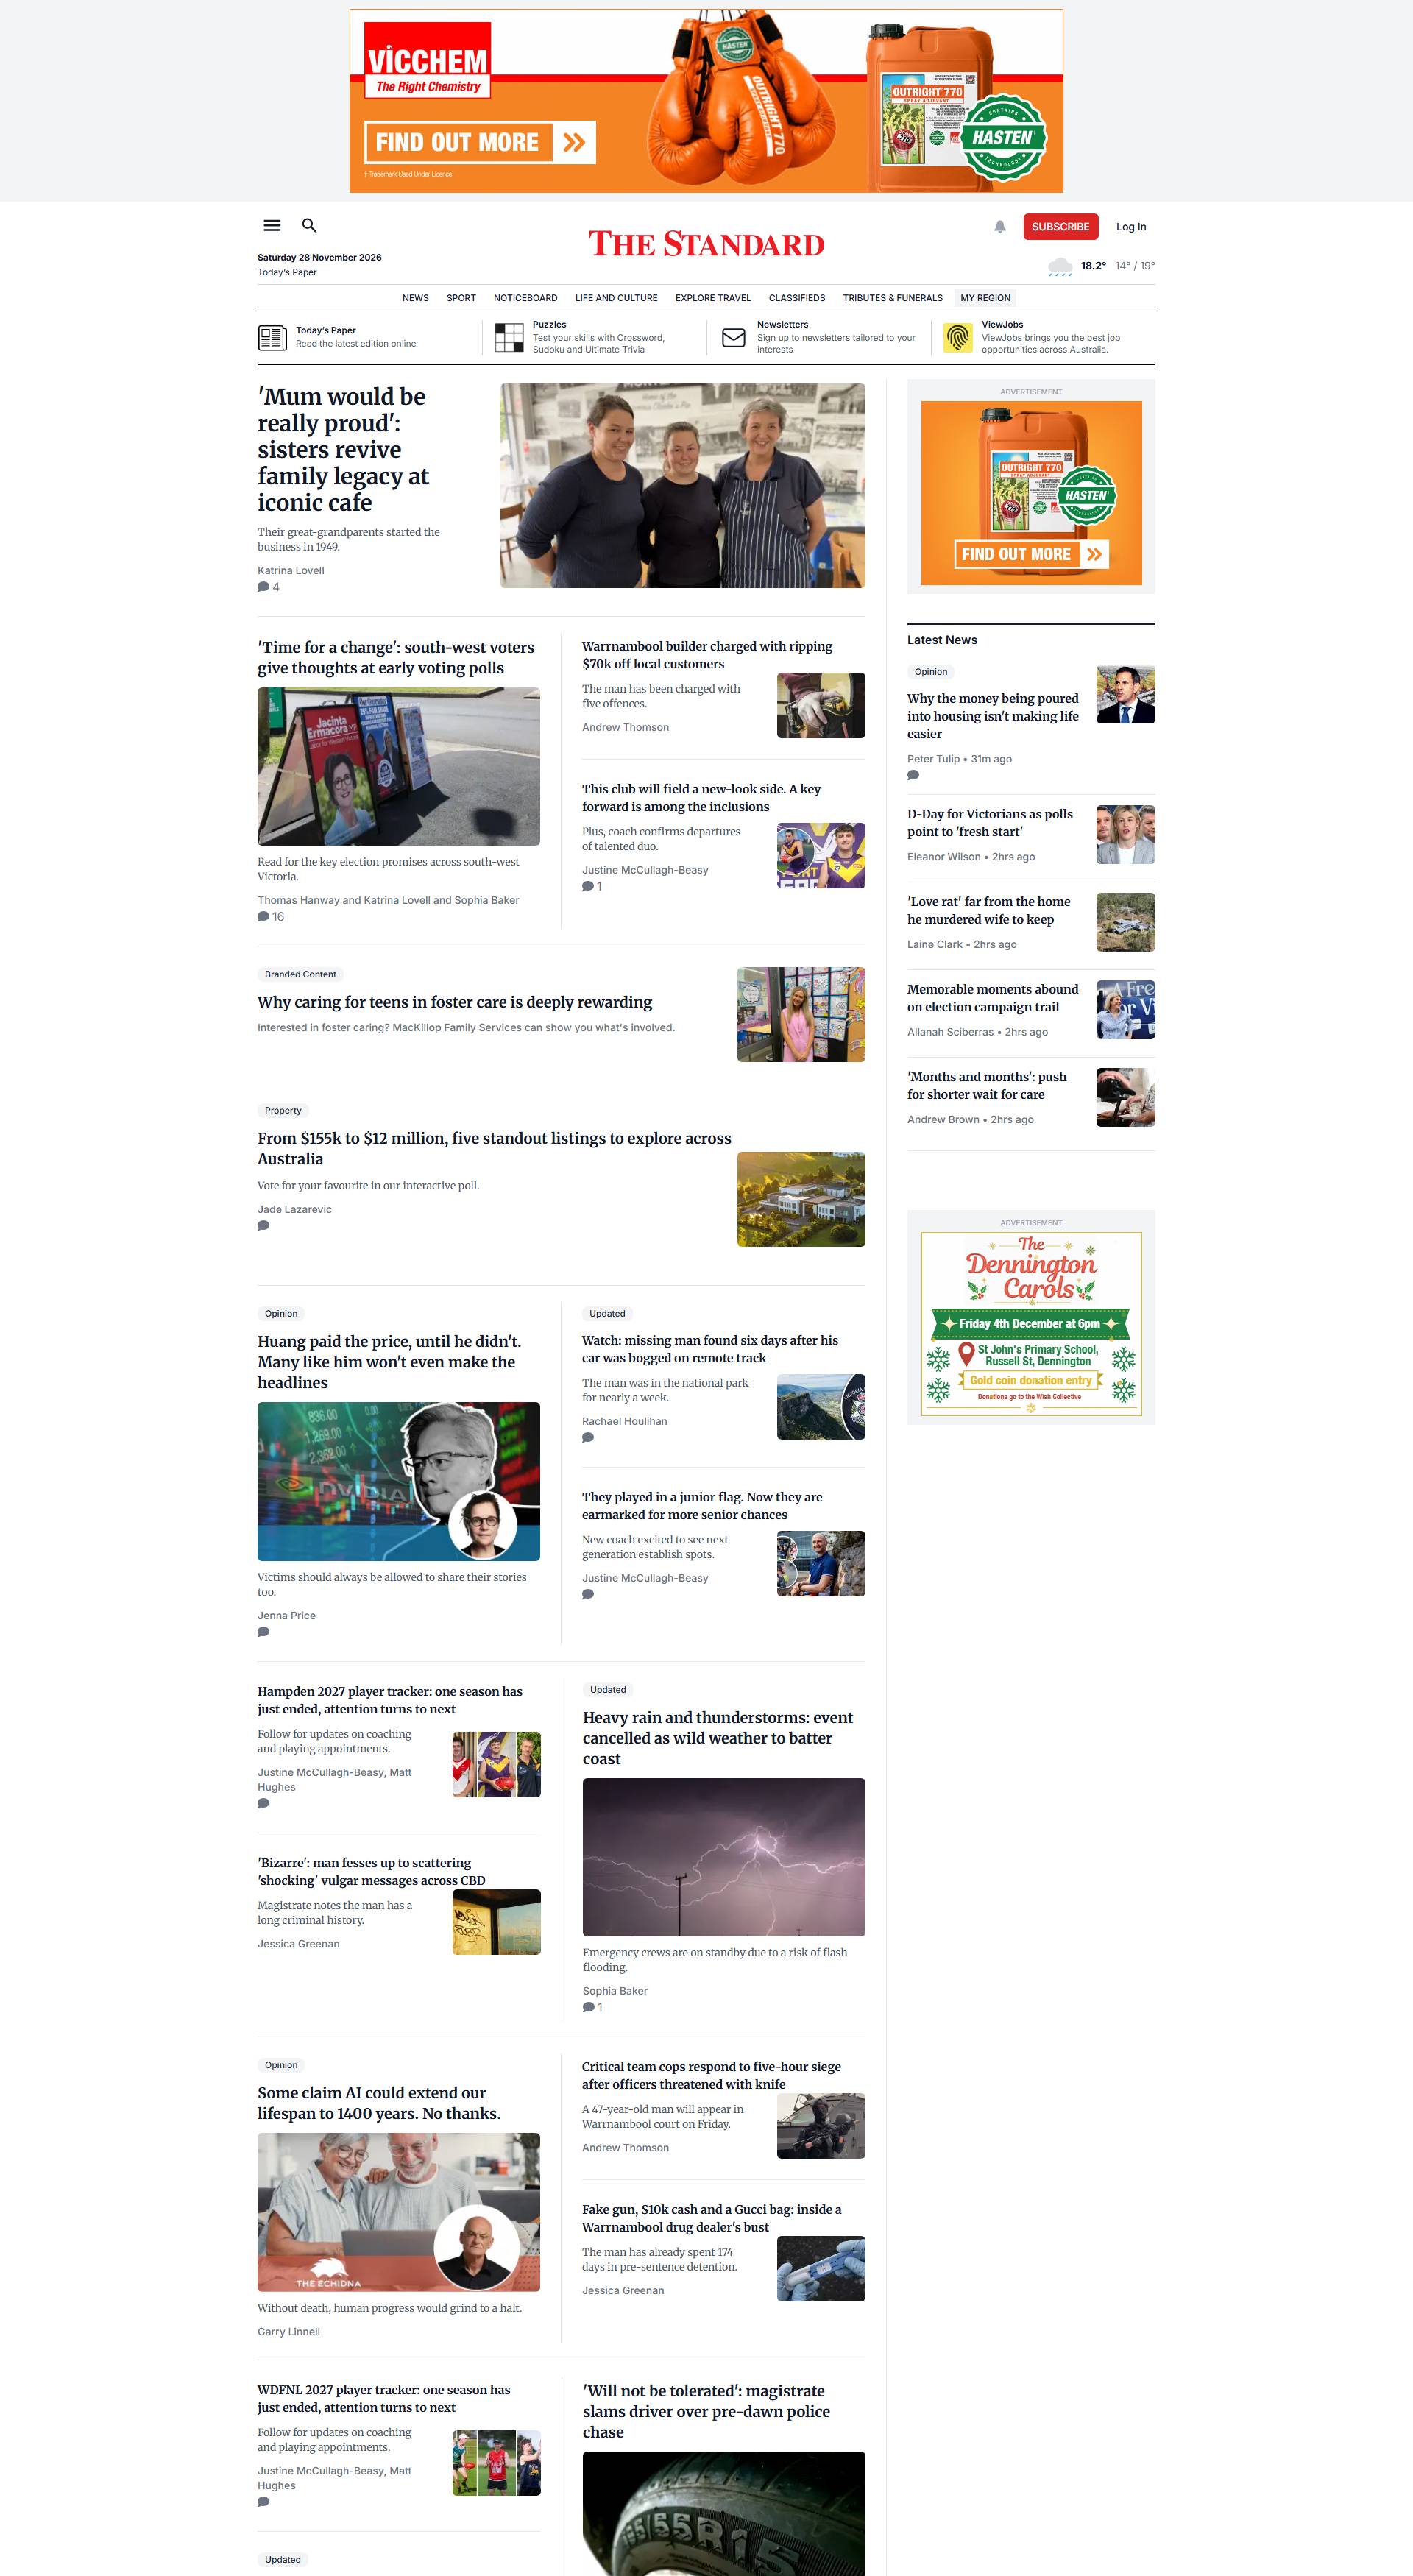 VICCHEM
The Right Chemistry
FIND OUT MORE
† Trademark Used Under Licence
HASTEN
OUTRIGHT 770
OUTRIGHT 770
SPRAY ADJUVANT
CONTAINS
HASTEN
TECHNOLOGY
SUBSCRIBE
Log In
THE STANDARD
Saturday 28 November 2026
Today's Paper
18.2° 14° / 19°
NEWS SPORT NOTICEBOARD LIFE AND CULTURE EXPLORE TRAVEL CLASSIFIEDS TRIBUTES & FUNERALS MY REGION
Today's Paper
Read the latest edition online
Puzzles
Test your skills with Crossword,
Sudoku and Ultimate Trivia
Newsletters
Sign up to newsletters tailored to your
interests
ViewJobs
ViewJobs brings you the best job
opportunities across Australia.
'Mum would be
really proud':
sisters revive
family legacy at
iconic cafe
Their great-grandparents started the
business in 1949.
Katrina Lovell
4
'Time for a change': south-west voters
give thoughts at early voting polls
Jacinta
Ermacora MP
Read for the key election promises across south-west
Victoria.
Thomas Hanway and Katrina Lovell and Sophia Baker
16
Warrnambool builder charged with ripping
$70k off local customers
The man has been charged with
five offences.
Andrew Thomson
This club will field a new-look side. A key
forward is among the inclusions
Plus, coach confirms departures
of talented duo.
Justine McCullagh-Beasy
1
Branded Content
Why caring for teens in foster care is deeply rewarding
Interested in foster caring? MacKillop Family Services can show you what's involved.
Property
From $155k to $12 million, five standout listings to explore across
Australia
Vote for your favourite in our interactive poll.
Jade Lazarevic
Opinion
Huang paid the price, until he didn't.
Many like him won't even make the
headlines
836.00
1,269.00
2,362.00
NVIDIA
Victims should always be allowed to share their stories
too.
Jenna Price
Updated
Watch: missing man found six days after his
car was bogged on remote track
The man was in the national park
for nearly a week.
Rachael Houlihan
They played in a junior flag. Now they are
earmarked for more senior chances
New coach excited to see next
generation establish spots.
Justine McCullagh-Beasy
Hampden 2027 player tracker: one season has
just ended, attention turns to next
Follow for updates on coaching
and playing appointments.
Justine McCullagh-Beasy, Matt
Hughes
'Bizarre': man fesses up to scattering
'shocking' vulgar messages across CBD
Magistrate notes the man has a
long criminal history.
Jessica Greenan
Updated
Heavy rain and thunderstorms: event
cancelled as wild weather to batter
coast
Emergency crews are on standby due to a risk of flash
flooding.
Sophia Baker
1
Opinion
Some claim AI could extend our
lifespan to 1400 years. No thanks.
THE ECHIDNA
Without death, human progress would grind to a halt.
Garry Linnell
Critical team cops respond to five-hour siege
after officers threatened with knife
A 47-year-old man will appear in
Warrnambool court on Friday.
Andrew Thomson
Fake gun, $10k cash and a Gucci bag: inside a
Warrnambool drug dealer's bust
The man has already spent 174
days in pre-sentence detention.
Jessica Greenan
WDFNL 2027 player tracker: one season has
just ended, attention turns to next
Follow for updates on coaching
and playing appointments.
Justine McCullagh-Beasy, Matt
Hughes
Updated
'Will not be tolerated': magistrate
slams driver over pre-dawn police
chase
55R15
ADVERTISEMENT
OUTRIGHT 770
HASTEN
FIND OUT MORE
Latest News
Opinion
Why the money being poured
into housing isn't making life
easier
Peter Tulip • 31m ago
D-Day for Victorians as polls
point to 'fresh start'
Eleanor Wilson • 2hrs ago
'Love rat' far from the home
he murdered wife to keep
Laine Clark • 2hrs ago
Memorable moments abound
on election campaign trail
Allanah Sciberras • 2hrs ago
'Months and months': push
for shorter wait for care
Andrew Brown • 2hrs ago
ADVERTISEMENT
The
Dennington
Carols
Friday 4th December at 6pm
St John's Primary School,
Russell St, Dennington
Gold coin donation entry
Donations go to the Wish Collective